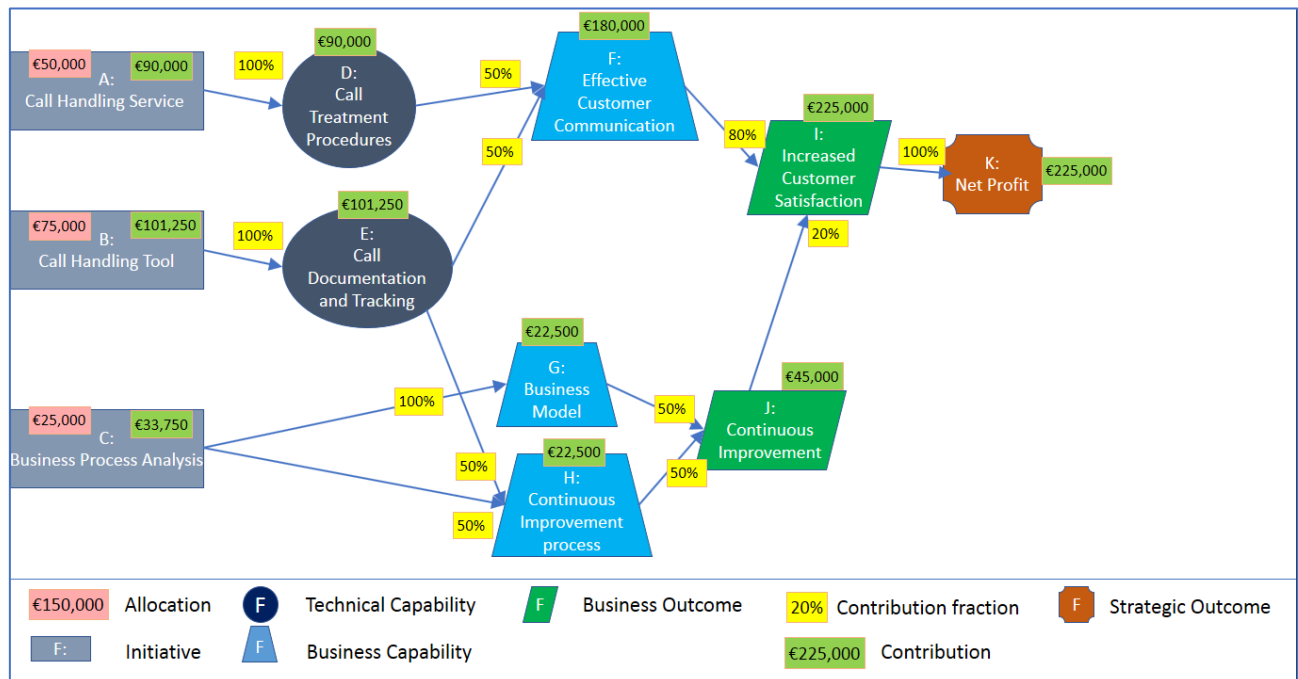 €50,000
€90,000
A:
Call Handling Service
100%
€90,000
D:
Call
Treatment
Procedures
50%
€180,000
F:
Effective
Customer
Communication
50%
80%
€225,000
I:
Increased
Customer
Satisfaction
100%
K:
Net Profit
€225,000
€75,000
€101,250
B:
Call Handling Tool
100%
€101,250
E:
Call
Documentation
and Tracking
20%
€22,500
G:
Business
Model
50%
€45,000
J:
Continuous
Improvement
€25,000
€33,750
C:
Business Process Analysis
100%
50%
50%
€22,500
H:
Continuous
Improvement
process
50%
€150,000
Allocation
F
Technical Capability
F
Business Outcome
20%
Contribution fraction
F
Strategic Outcome
F:
Initiative
F
Business Capability
€225,000
Contribution